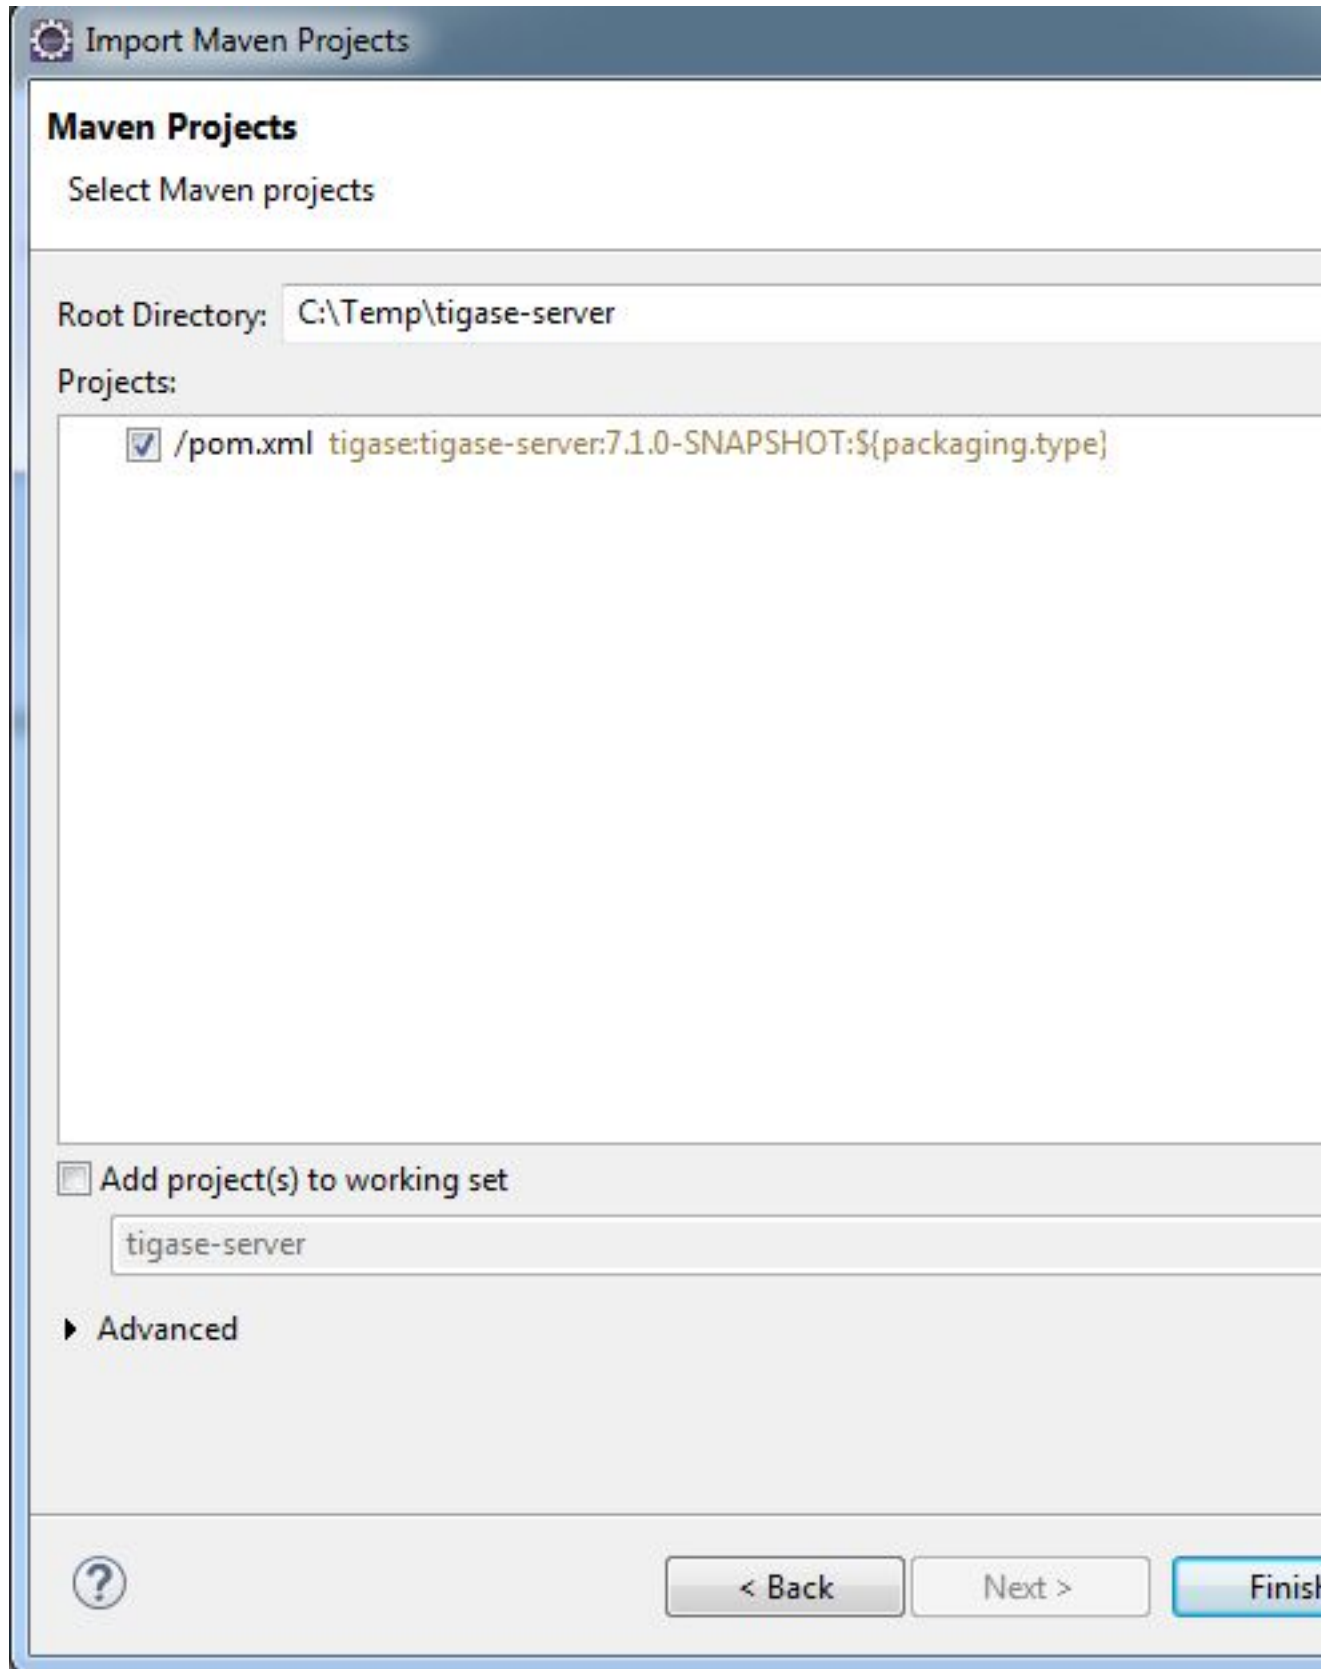 Import Maven Projects
Maven Projects
Select Maven projects
Root Directory: C:\Temp\tigase-server
Projects:
/pom.xml tigase:tigase-server:7.1.0-SNAPSHOT:${packaging.type}
Add project(s) to working set
tigase-server
Advanced
?
< Back Next > Finish